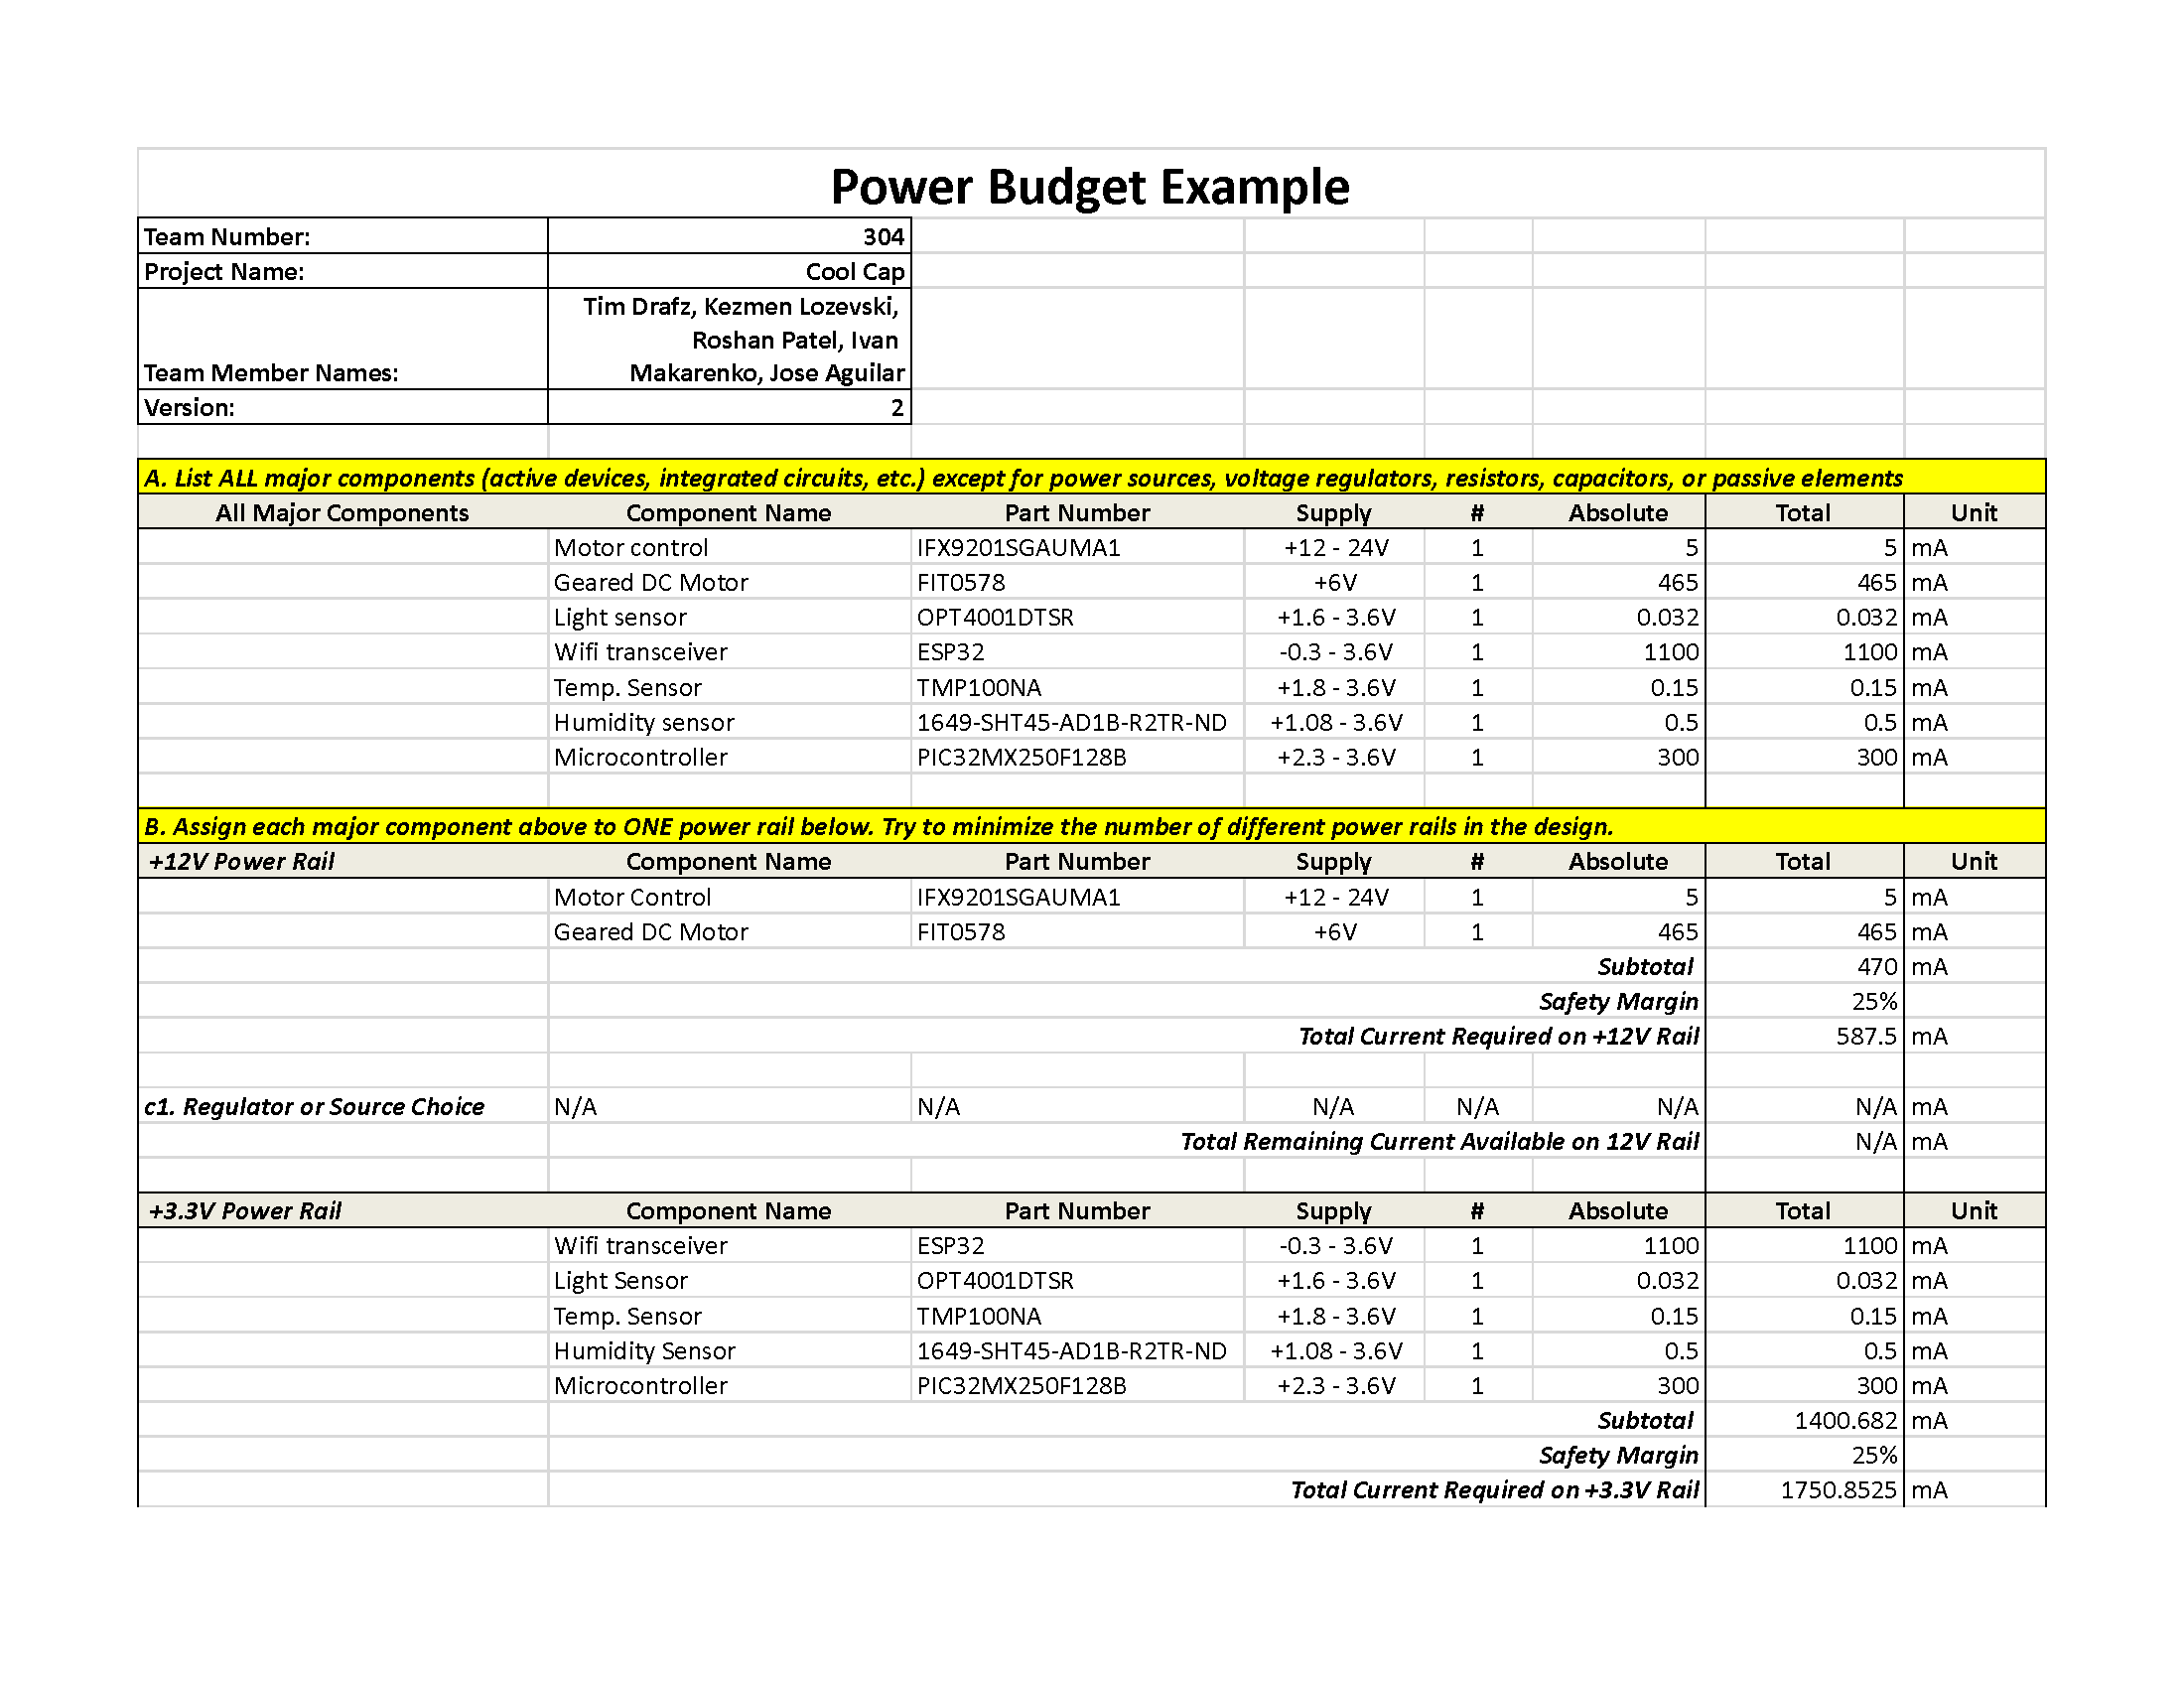 Power Budget Example
Team Number: 304
Project Name: Cool Cap
Tim Drafz, Kezmen Lozevski,
Roshan Patel, Ivan
Team Member Names: Makarenko, Jose Aguilar
Version: 2
A. List ALL major components (active devices, integrated circuits, etc.) except for power sources, voltage regulators, resistors, capacitors, or passive elements
All Major Components Component Name Part Number Supply # Absolute Total Unit
Motor control IFX9201SGAUMA1 +12 - 24V 1 5 5 mA
Geared DC Motor FIT0578 +6V 1 465 465 mA
Light sensor OPT4001DTSR +1.6 - 3.6V 1 0.032 0.032 mA
Wifi transceiver ESP32 -0.3 - 3.6V 1 1100 1100 mA
Temp. Sensor TMP100NA +1.8 - 3.6V 1 0.15 0.15 mA
Humidity sensor 1649-SHT45-AD1B-R2TR-ND +1.08 - 3.6V 1 0.5 0.5 mA
Microcontroller PIC32MX250F128B +2.3 - 3.6V 1 300 300 mA
B. Assign each major component above to ONE power rail below. Try to minimize the number of different power rails in the design.
+12V Power Rail Component Name Part Number Supply # Absolute Total Unit
Motor Control IFX9201SGAUMA1 +12 - 24V 1 5 5 mA
Geared DC Motor FIT0578 +6V 1 465 465 mA
Subtotal 470 mA
Safety Margin 25%
Total Current Required on +12V Rail 587.5 mA
c1. Regulator or Source Choice N/A N/A N/A N/A N/A N/A mA
Total Remaining Current Available on 12V Rail N/A mA
+3.3V Power Rail Component Name Part Number Supply # Absolute Total Unit
Wifi transceiver ESP32 -0.3 - 3.6V 1 1100 1100 mA
Light Sensor OPT4001DTSR +1.6 - 3.6V 1 0.032 0.032 mA
Temp. Sensor TMP100NA +1.8 - 3.6V 1 0.15 0.15 mA
Humidity Sensor 1649-SHT45-AD1B-R2TR-ND +1.08 - 3.6V 1 0.5 0.5 mA
Microcontroller PIC32MX250F128B +2.3 - 3.6V 1 300 300 mA
Subtotal 1400.682 mA
Safety Margin 25%
Total Current Required on +3.3V Rail 1750.8525 mA